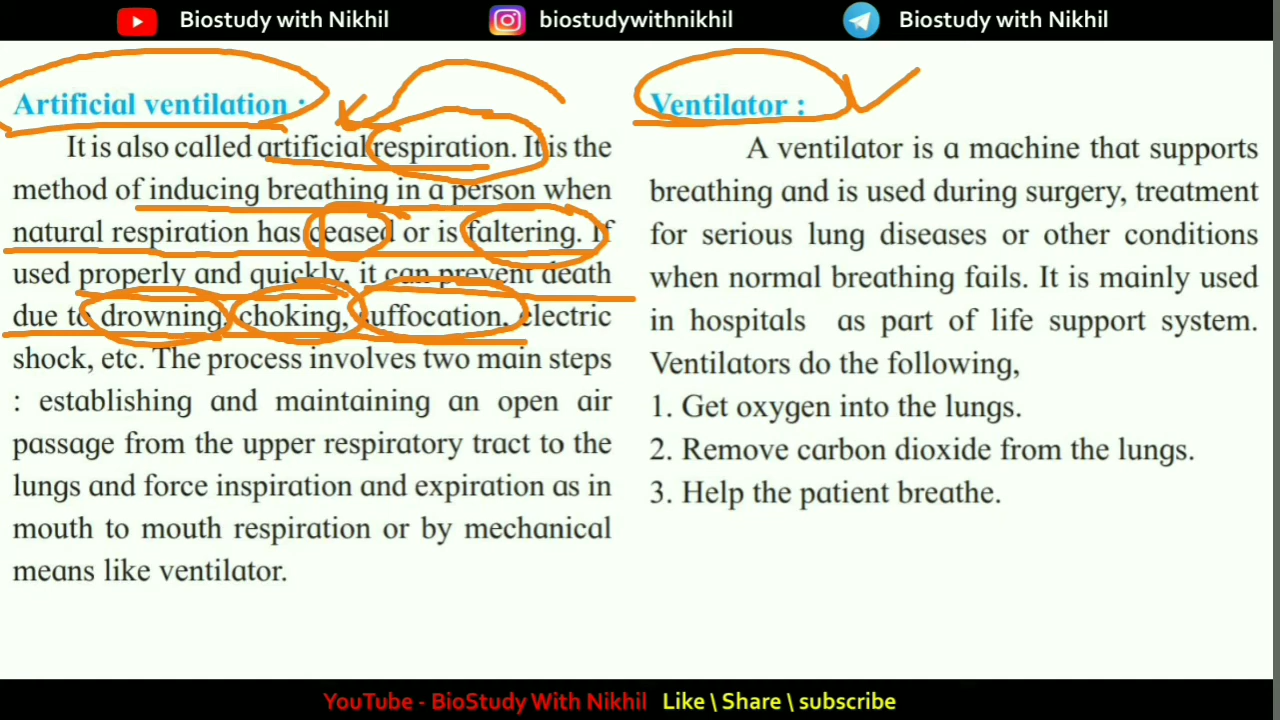 Biostudy with Nikhil
biostudywithnikhil
Biostudy with Nikhil
Artificial ventilation :
It is also called artificial respiration. It is the
method of inducing breathing in a person when
natural respiration has ceased or is faltering. If
used properly and quickly, it can prevent death
due to drowning, choking, suffocation, electric
shock, etc. The process involves two main steps
: establishing and maintaining an open air
passage from the upper respiratory tract to the
lungs and force inspiration and expiration as in
mouth to mouth respiration or by mechanical
means like ventilator.
Ventilator :
A ventilator is a machine that supports
breathing and is used during surgery, treatment
for serious lung diseases or other conditions
when normal breathing fails. It is mainly used
in hospitals as part of life support system.
Ventilators do the following,
1. Get oxygen into the lungs.
2. Remove carbon dioxide from the lungs.
3. Help the patient breathe.
YouTube - BioStudy With Nikhil Like \ Share \ subscribe